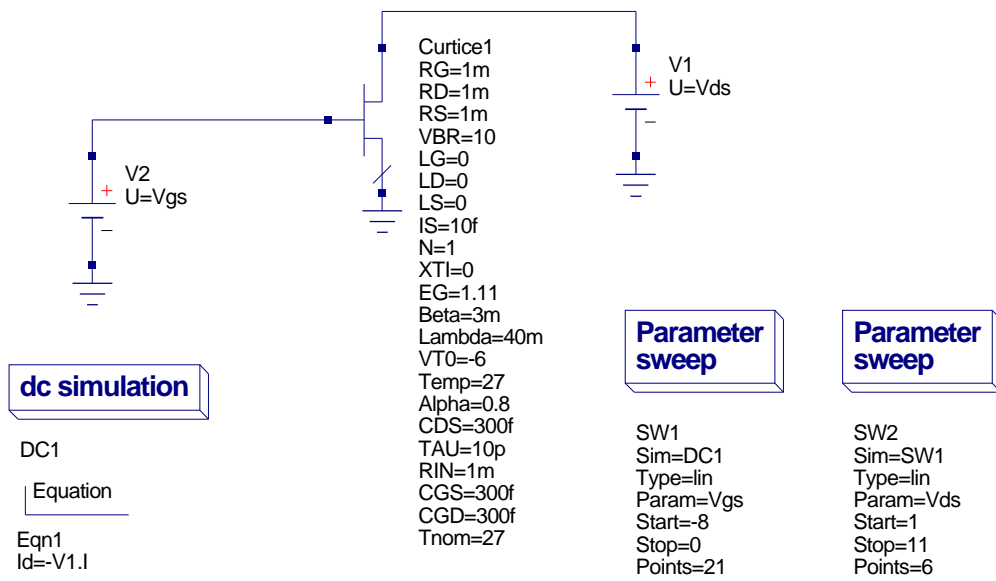 Curtice1
RG=1m
RD=1m
RS=1m
VBR=10
LG=0
LD=0
LS=0
IS=10f
N=1
XTI=0
EG=1.11
Beta=3m
Lambda=40m
VT0=-6
Temp=27
Alpha=0.8
CDS=300f
TAU=10p
RIN=1m
CGS=300f
CGD=300f
Tnom=27
V1
U=Vds
V2
U=Vgs
dc simulation
DC1
Equation
Eqn1
Id=-V1.I
Parameter
sweep
SW1
Sim=DC1
Type=lin
Param=Vgs
Start=-8
Stop=0
Points=21
Parameter
sweep
SW2
Sim=SW1
Type=lin
Param=Vds
Start=1
Stop=11
Points=6